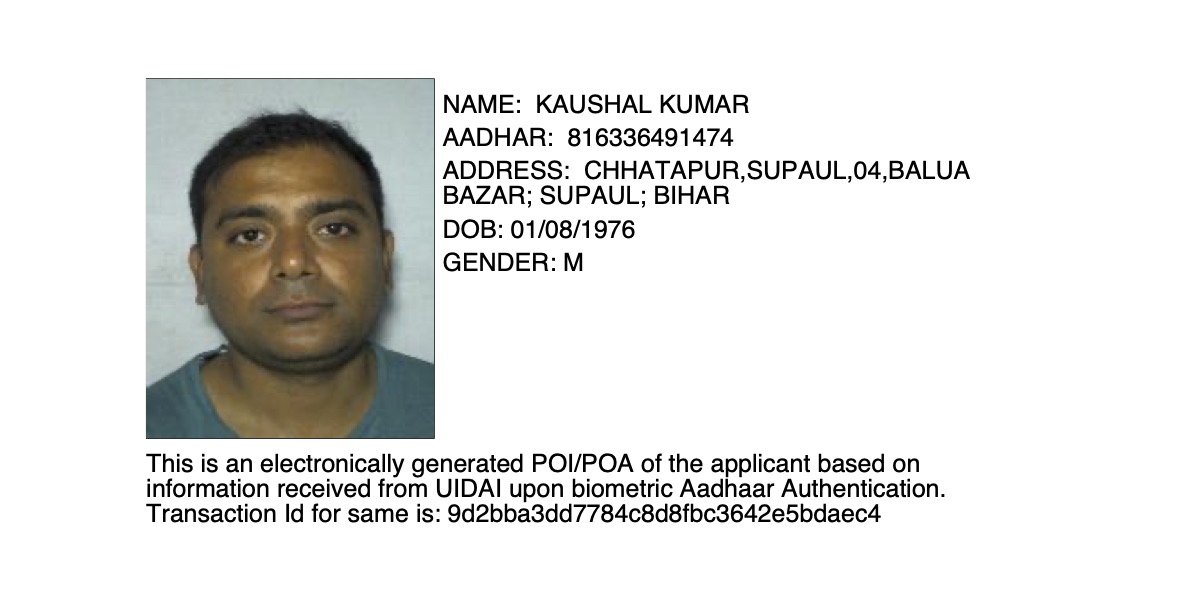 NAME: KAUSHAL KUMAR
AADHAR: 816336491474
ADDRESS: CHHATAPUR,SUPAUL,04,BALUA
BAZAR; SUPAUL; BIHAR
DOB: 01/08/1976
GENDER: M
This is an electronically generated POI/POA of the applicant based on
information received from UIDAI upon biometric Aadhaar Authentication.
Transaction Id for same is: 9d2bba3dd7784c8d8fbc3642e5bdaec4